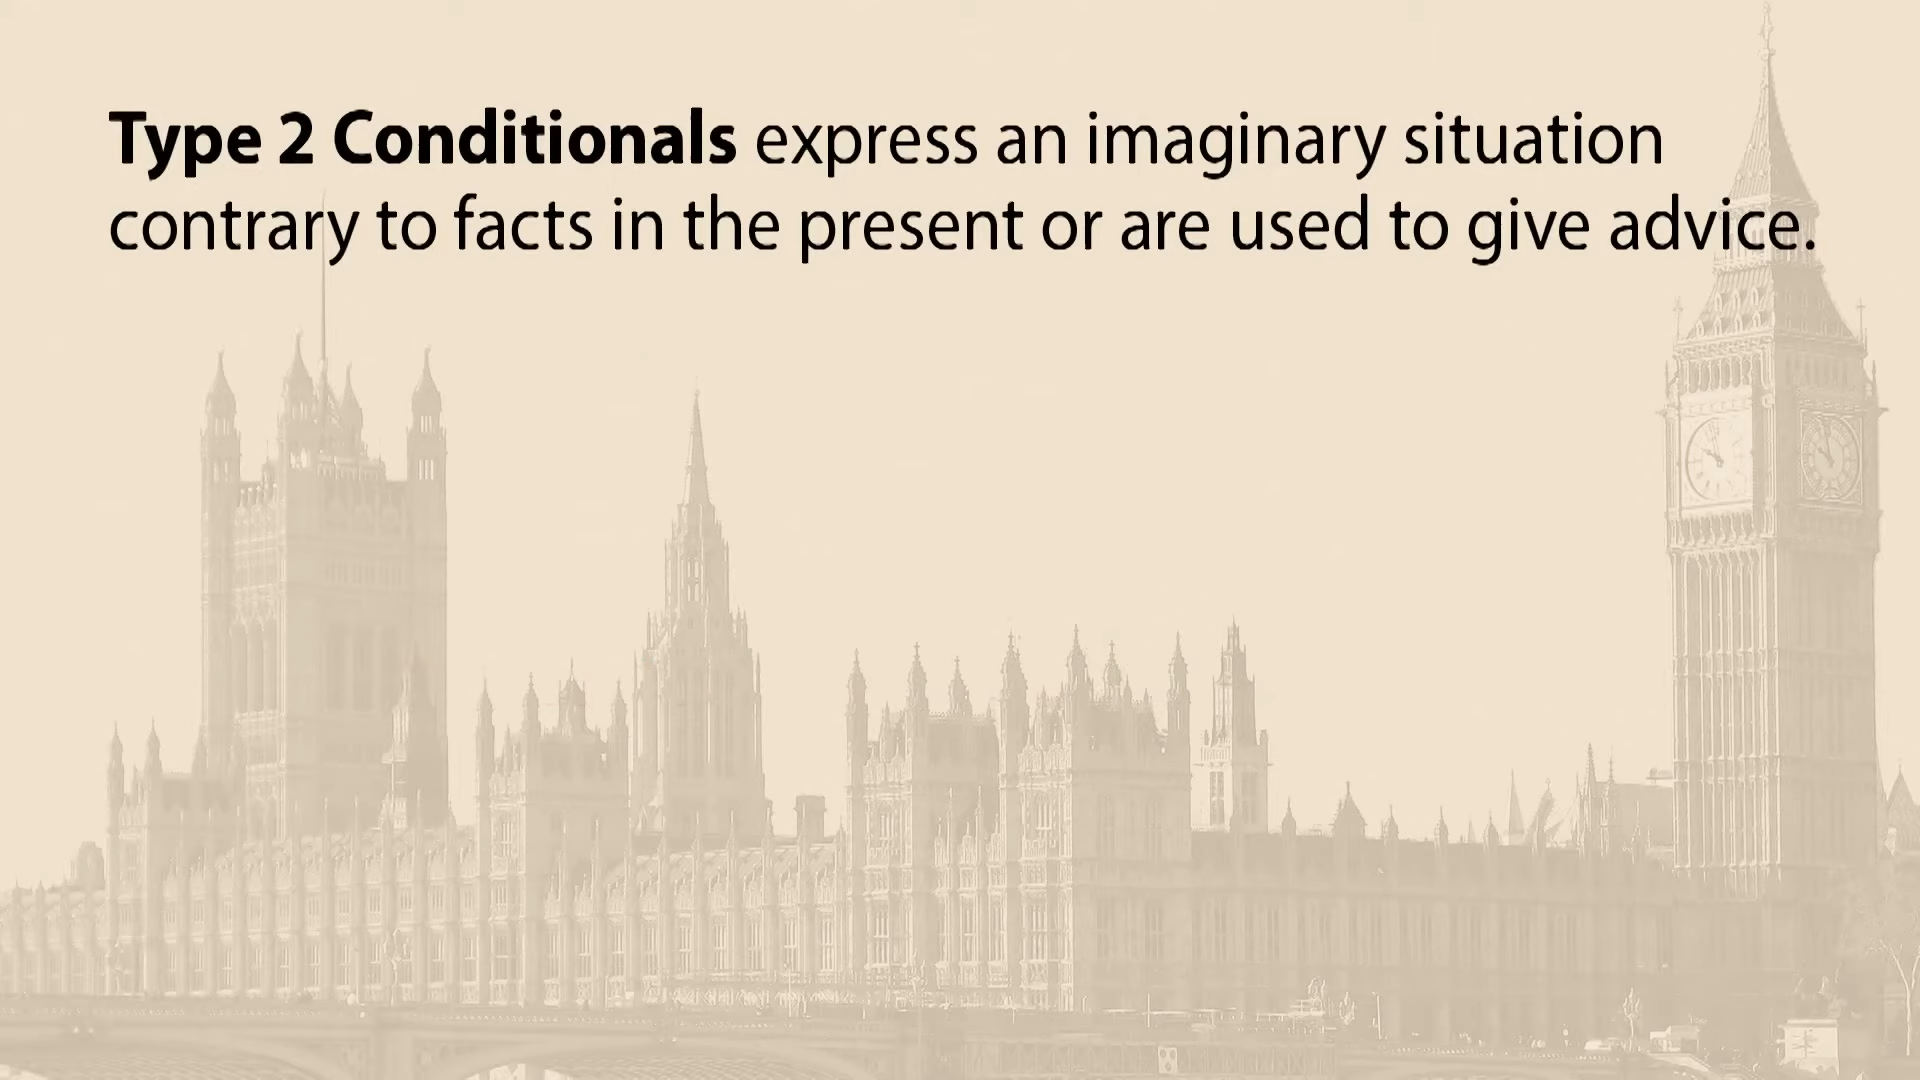 Type 2 Conditionals express an imaginary situation
contrary to facts in the present or are used to give advice.